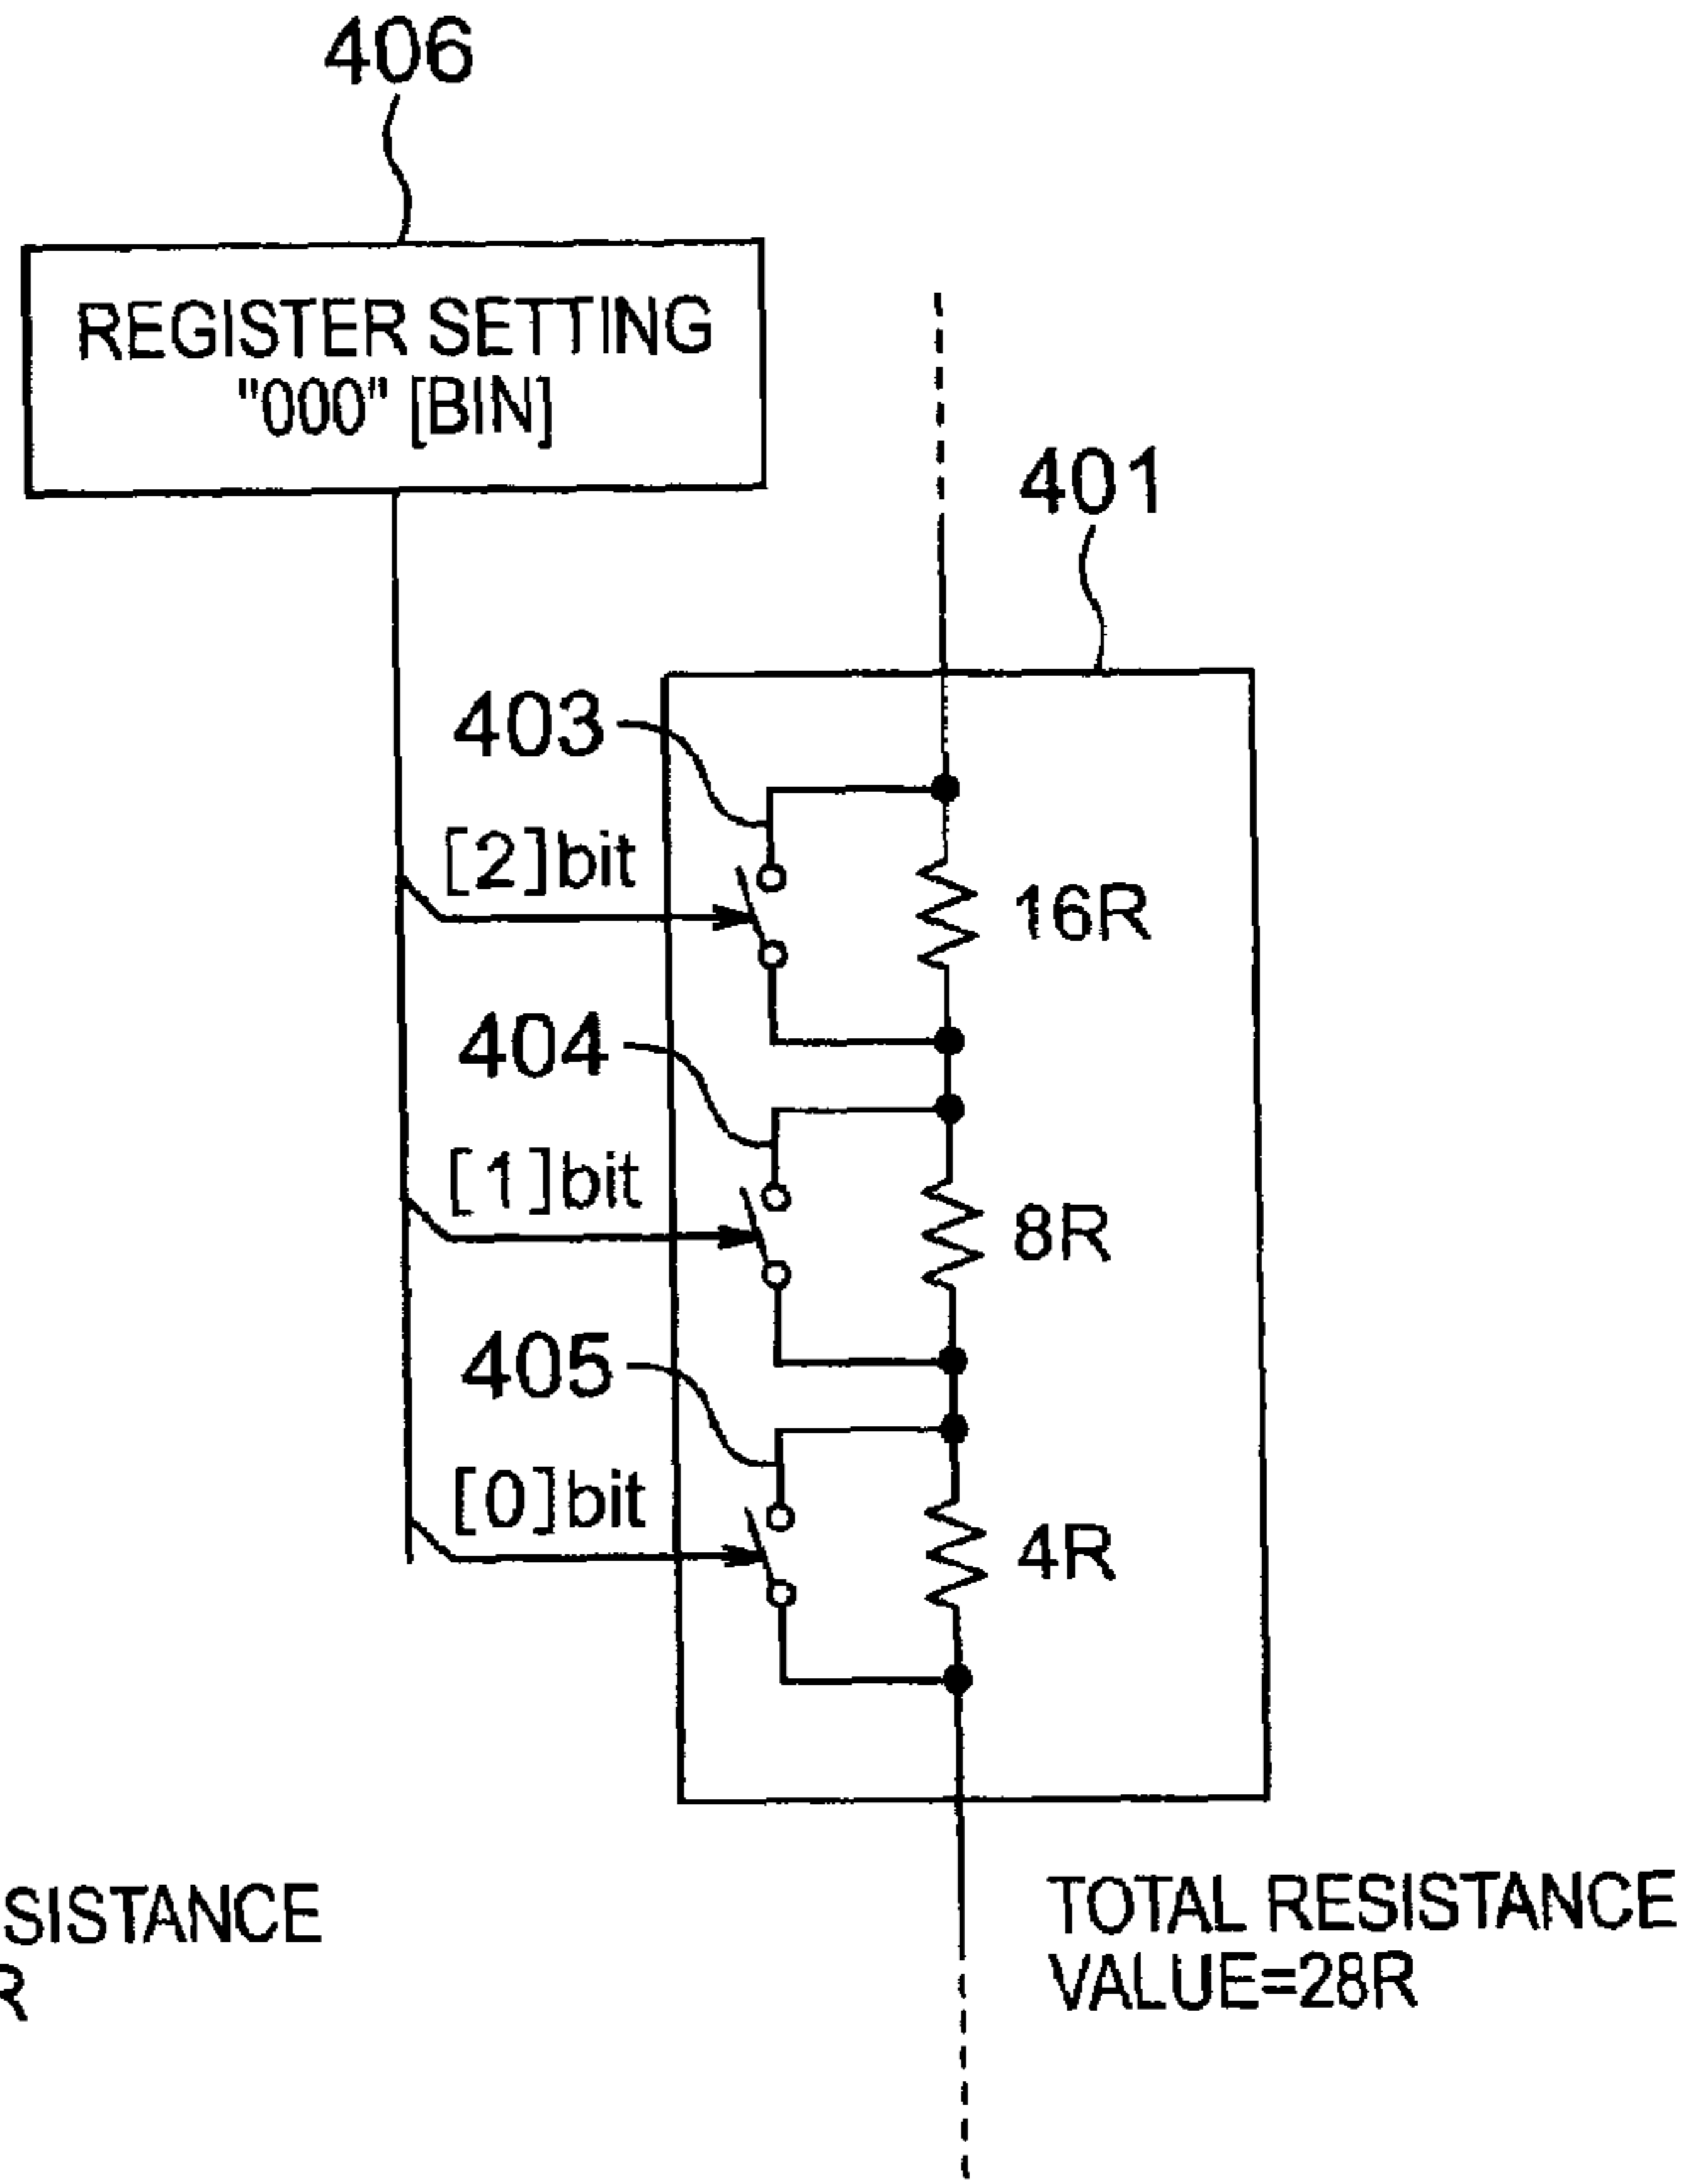 406
REGISTER SETTING
"000" [BIN]
401
403
[2]bit
16R
404
[1]bit
8R
405
[0]bit
4R
SISTANCE
R
TOTAL RESISTANCE
VALUE=28R